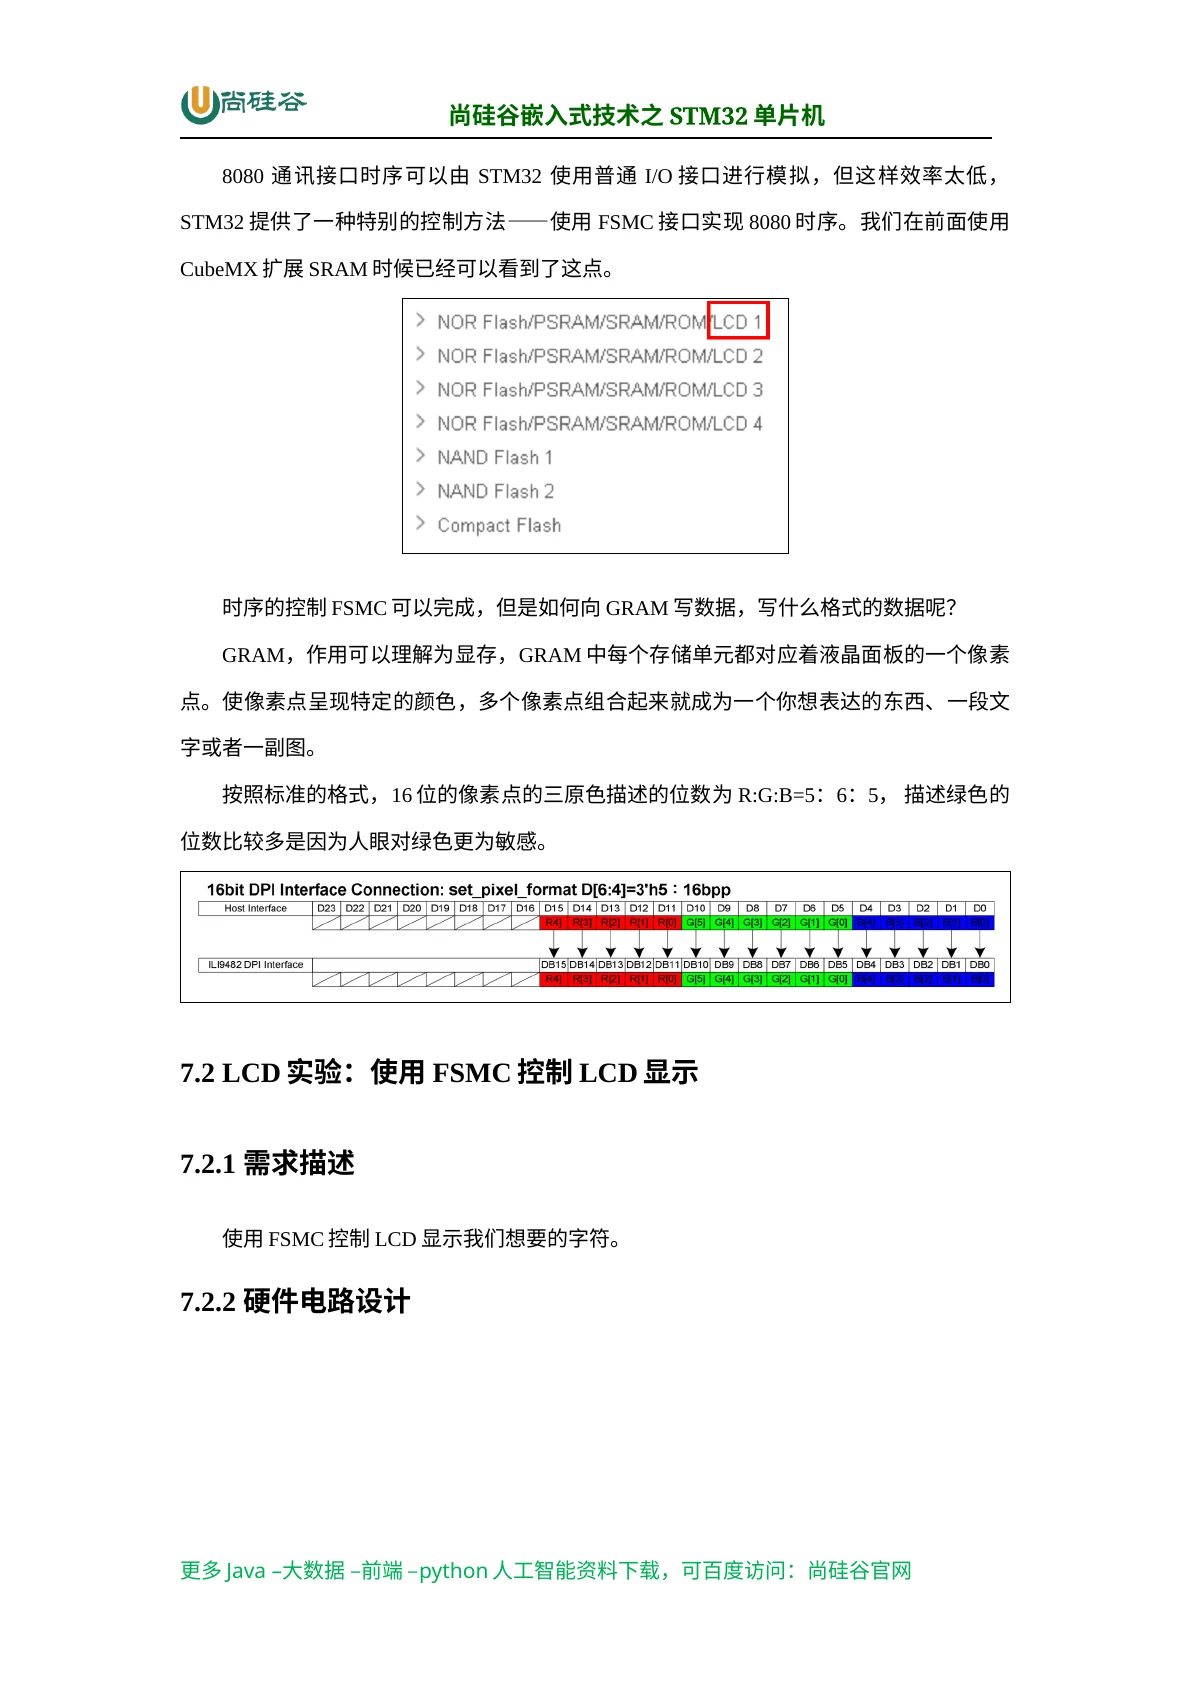 尚硅谷
尚硅谷嵌入式技术之 STM32 单片机
8080 通讯接口时序可以由 STM32 使用普通 I/O 接口进行模拟，但这样效率太低，
STM32 提供了一种特别的控制方法——使用 FSMC 接口实现 8080 时序。我们在前面使用
CubeMX 扩展 SRAM 时候已经可以看到了这点。
NOR Flash/PSRAM/SRAM/ROM/LCD 1
NOR Flash/PSRAM/SRAM/ROM/LCD 2
NOR Flash/PSRAM/SRAM/ROM/LCD 3
NOR Flash/PSRAM/SRAM/ROM/LCD 4
NAND Flash 1
NAND Flash 2
Compact Flash
时序的控制 FSMC 可以完成，但是如何向 GRAM 写数据，写什么格式的数据呢？
GRAM，作用可以理解为显存，GRAM 中每个存储单元都对应着液晶面板的一个像素
点。使像素点呈现特定的颜色，多个像素点组合起来就成为一个你想表达的东西、一段文
字或者一副图。
按照标准的格式，16 位的像素点的三原色描述的位数为 R:G:B=5：6：5， 描述绿色的
位数比较多是因为人眼对绿色更为敏感。
16bit DPI Interface Connection: set_pixel_format D[6:4]=3'h5：16bpp
Host Interface D23 D22 D21 D20 D19 D18 D17 D16 D15 D14 D13 D12 D11 D10 D9 D8 D7 D6 D5 D4 D3 D2 D1 D0
R4] R[3] R[2] R[1] R[0] G[5] G[4] G[3] G[2] G[1] G[0] B[4] B[3] B[2] B[1] B[0]
ILI9482 DPI Interface DB15 DB14 DB13 DB12 DB11 DB10 DB9 DB8 DB7 DB6 DB5 DB4 DB3 DB2 DB1 DB0
R4] R[3] R[2] R[1] R[0] G[5] G[4] G[3] G[2] G[1] G[0] B[4] B[3] B[2] B[1] B[0]
7.2 LCD 实验：使用 FSMC 控制 LCD 显示
7.2.1 需求描述
使用 FSMC 控制 LCD 显示我们想要的字符。
7.2.2 硬件电路设计
更多 Java –大数据 –前端 –python 人工智能资料下载，可百度访问：尚硅谷官网